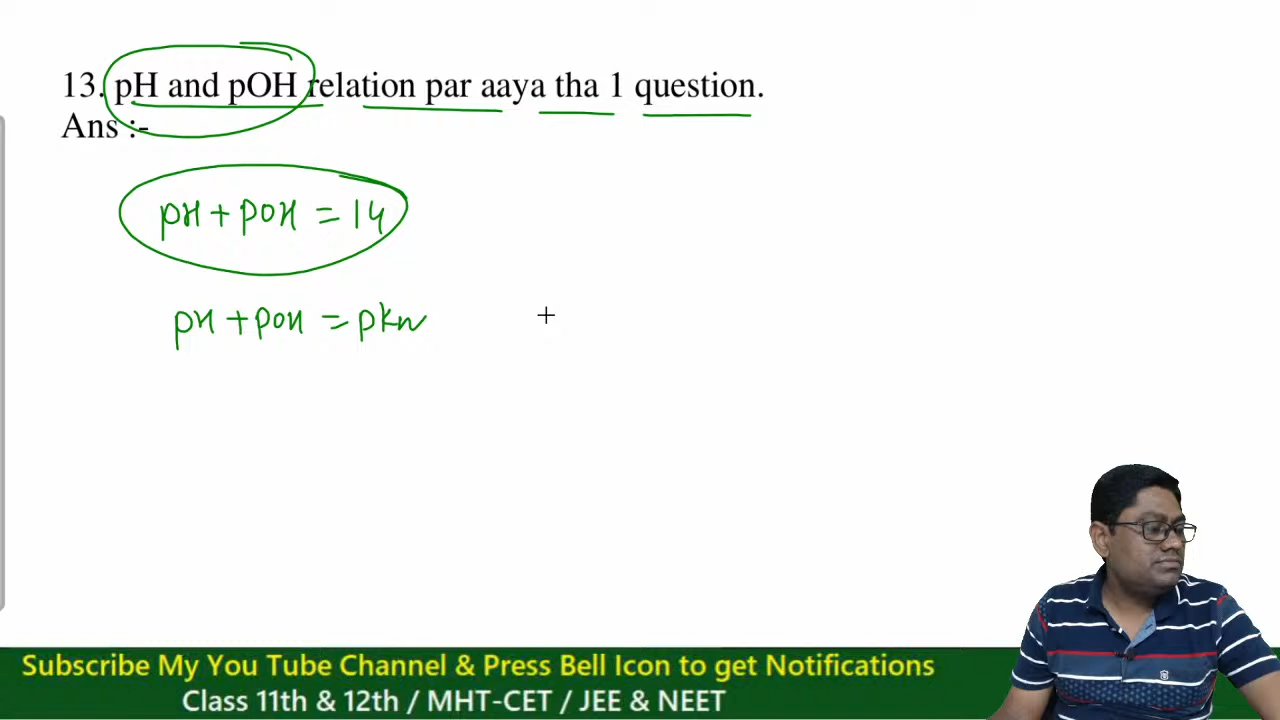 13. pH and pOH relation par aaya tha 1 question.
Ans :-
pH + pOH = 14
pH + pOH = pkw
Subscribe My You Tube Channel & Press Bell Icon to get Notifications
Class 11th & 12th / MHT-CET / JEE & NEET